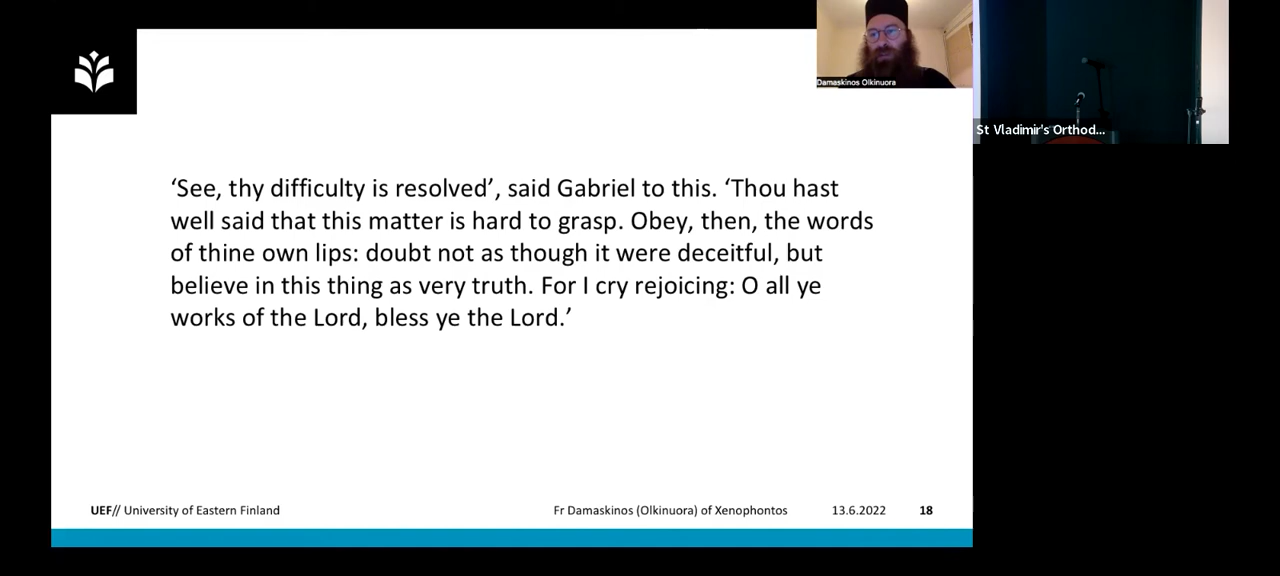 Damaskinos Olkinuora
St Vladimir's Orthod...
‘See, thy difficulty is resolved’, said Gabriel to this. ‘Thou hast
well said that this matter is hard to grasp. Obey, then, the words
of thine own lips: doubt not as though it were deceitful, but
believe in this thing as very truth. For I cry rejoicing: O all ye
works of the Lord, bless ye the Lord.’
UEF// University of Eastern Finland
Fr Damaskinos (Olkinuora) of Xenophontos
13.6.2022
18